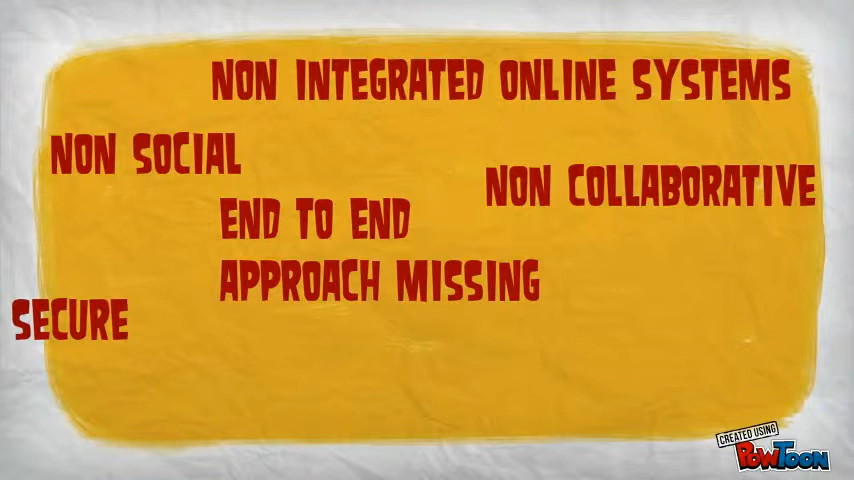 NON INTEGRATED ONLINE SYSTEMS
NON SOCIAL
NON COLLABORATIVE
END TO END
APPROACH MISSING
SECURE
CREATED USING
POWTOON